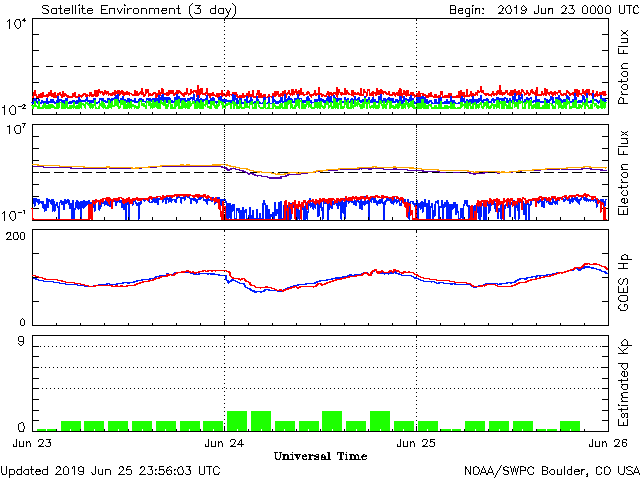 Satellite Environment (3 day) Begin: 2019 Jun 23 0000 UTC
10⁴
10⁻²
Proton Flux
10⁷
10⁻¹
Electron Flux
200
0
GOES Hp
9
0
Estimated Kp
Jun 23 Jun 24 Jun 25 Jun 26
Universal Time
Updated 2019 Jun 25 23:56:03 UTC NOAA/SWPC Boulder, CO USA